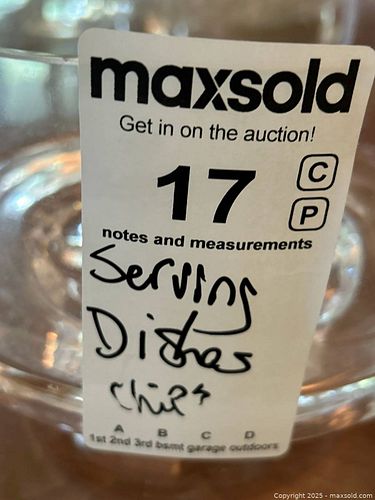 maxsold
Get in on the auction!
17 C
P
notes and measurements
Serving
Dishes
chips
A B C D
1st 2nd 3rd bsmt garage outdoors
Copyright 2025 - maxsold.com